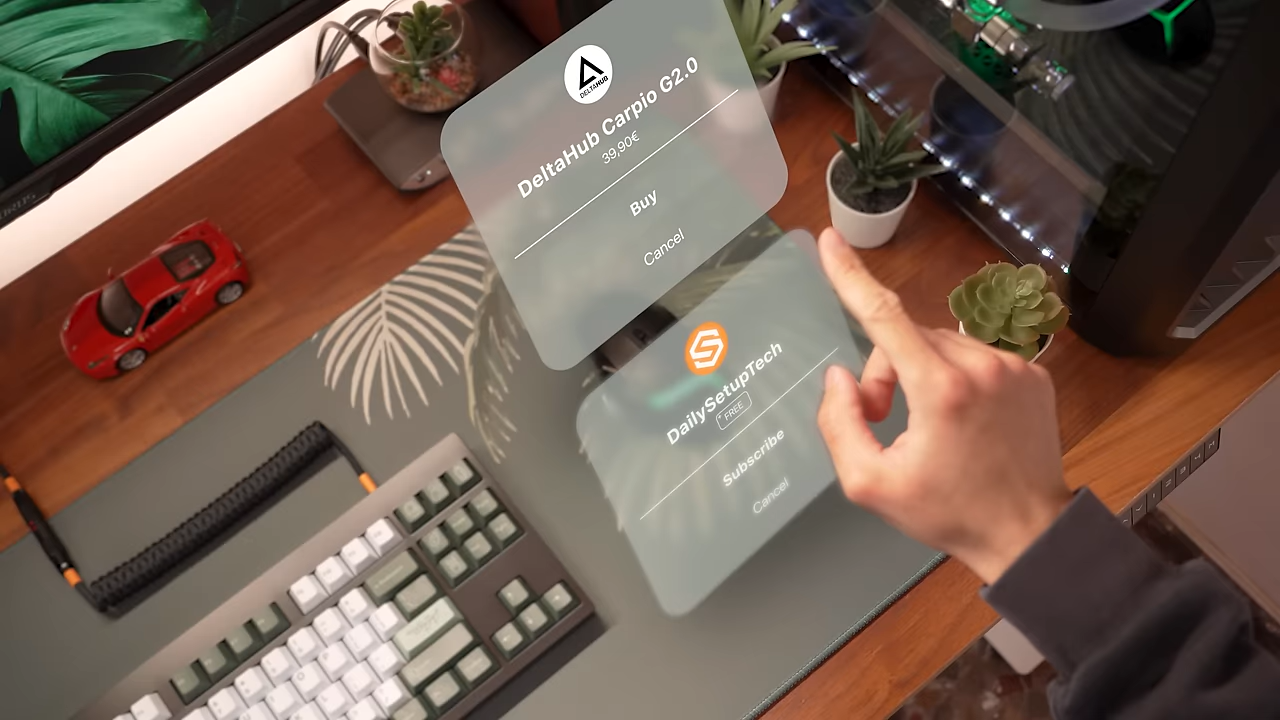 DELTAHUB
DeltaHub Carpio G2.0
39,90€
Buy
Cancel
DailySetupTech
FREE
Subscribe
Cancel